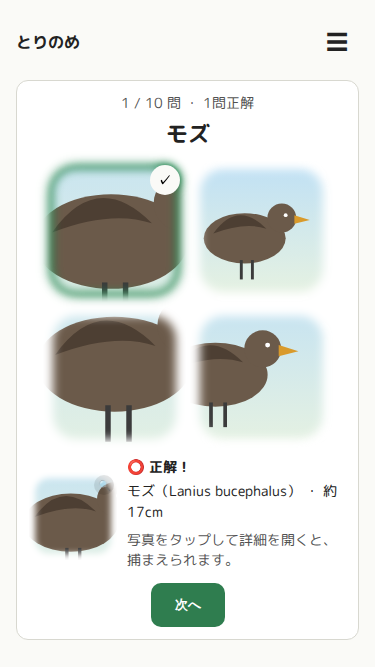 とりのめ
1 / 10 問 ・ 1問正解
モズ
✓
⭕ 正解！
モズ（Lanius bucephalus） ・ 約
17cm
写真をタップして詳細を開くと、
捕まえられます。
次へ